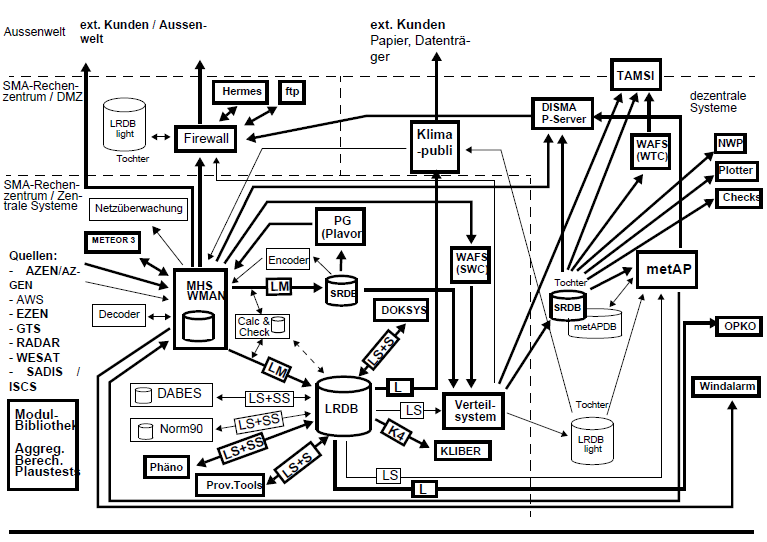 Aussenwelt
ext. Kunden / Aussen-
welt
ext. Kunden
Papier, Datenträ-
ger
SMA-Rechen-
zentrum / DMZ
LRDB
light
Tochter
Hermes
ftp
Firewall
Klima
-publi
DISMA
P-Server
TAMSI
dezentrale
Systeme
WAFS
(WTC)
NWP
Plotter
Checks
SMA-Rechen-
zentrum / Zen-
trale Systeme
Netzüberwachung
METEOR 3
PG
(Plavor
Encoder
WAFS
(SWC)
metAP
Quellen:
- AZEN/AZ-
GEN
- AWS
- EZEN
- GTS
- RADAR
- WESAT
- SADIS /
ISCS
MHS
WMAN
LM
SRDB
Tochter
SRDB
metAPDB
Decoder
Calc &
Check
DOKSYS
OPKO
LS+S
LM
DABES
LS+SS
LRDB
L
LS
Verteil-
system
Windalarm
Norm90
LS+SS
K4
KLIBER
Tochter
LRDB
light
Modul-
Bibliothek
Aggreg.
Berech.
Plaustests
Phäno
LS+SS
Prov.Tools
LS+S
LS
L